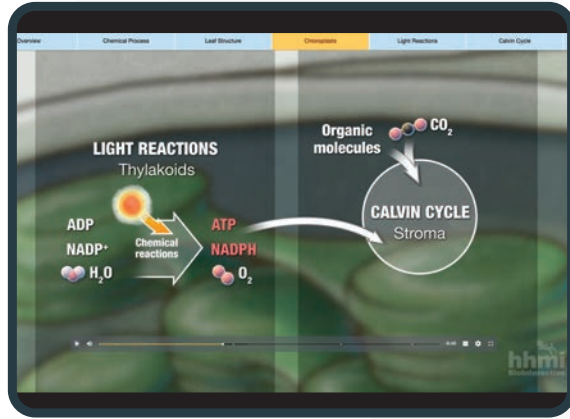 Overview
Chemical Process
Leaf Structure
Chloroplasts
Light Reactions
Calvin Cycle
LIGHT REACTIONS
Thylakoids
ADP
NADP⁺
H₂O
Chemical
reactions
ATP
NADPH
O₂
Organic
molecules
CO₂
CALVIN CYCLE
Stroma
hhmi
BioInteractive